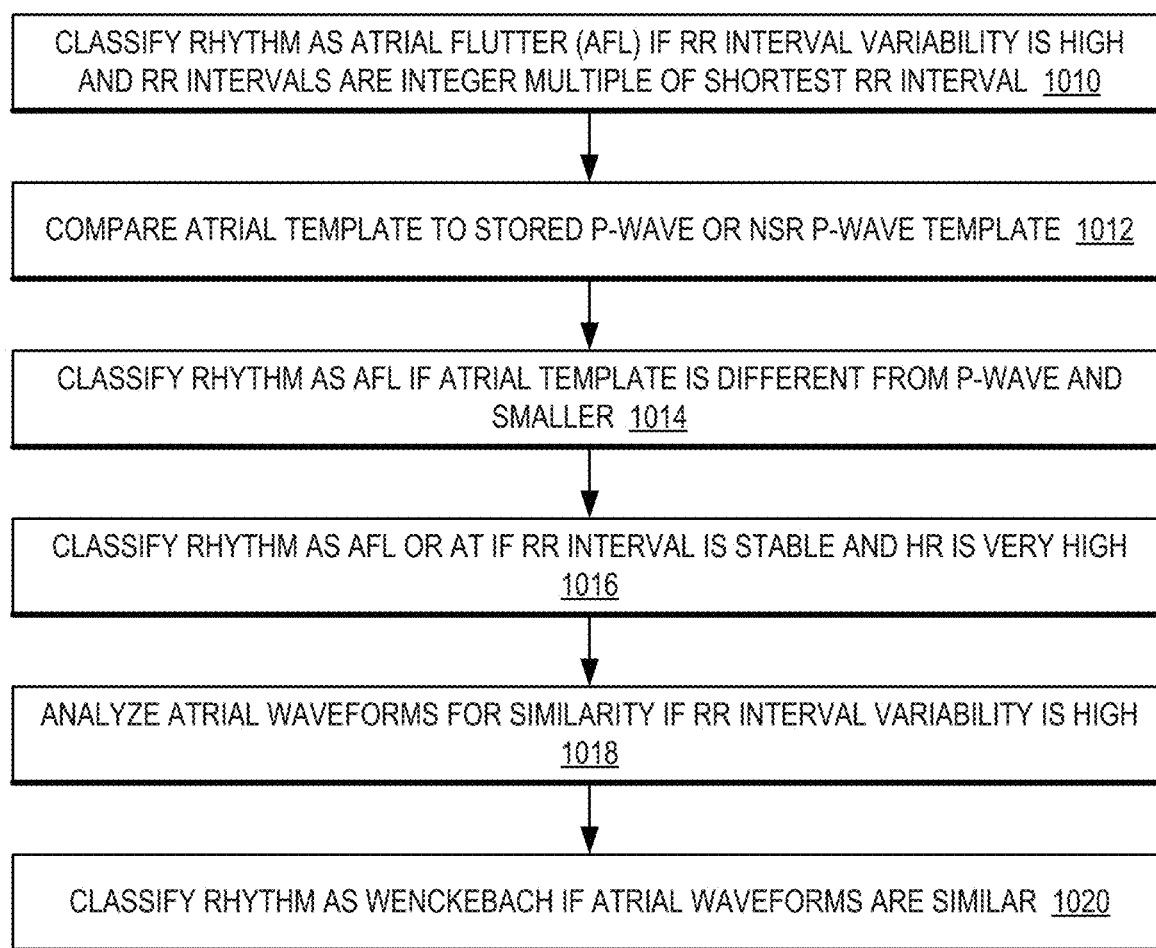 CLASSIFY RHYTHM AS ATRIAL FLUTTER (AFL) IF RR INTERVAL VARIABILITY IS HIGH
AND RR INTERVALS ARE INTEGER MULTIPLE OF SHORTEST RR INTERVAL 1010
COMPARE ATRIAL TEMPLATE TO STORED P-WAVE OR NSR P-WAVE TEMPLATE 1012
CLASSIFY RHYTHM AS AFL IF ATRIAL TEMPLATE IS DIFFERENT FROM P-WAVE AND
SMALLER 1014
CLASSIFY RHYTHM AS AFL OR AT IF RR INTERVAL IS STABLE AND HR IS VERY HIGH
1016
ANALYZE ATRIAL WAVEFORMS FOR SIMILARITY IF RR INTERVAL VARIABILITY IS HIGH
1018
CLASSIFY RHYTHM AS WENCKEBACH IF ATRIAL WAVEFORMS ARE SIMILAR 1020